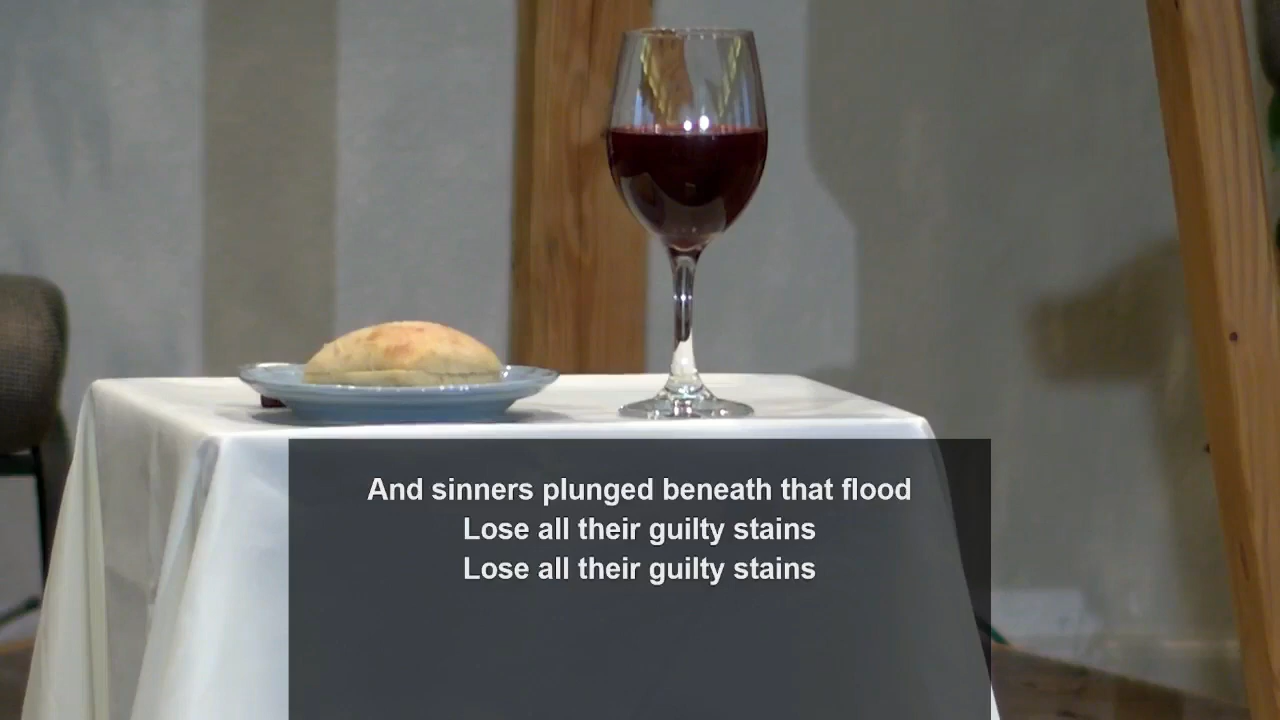 And sinners plunged beneath that flood
Lose all their guilty stains
Lose all their guilty stains